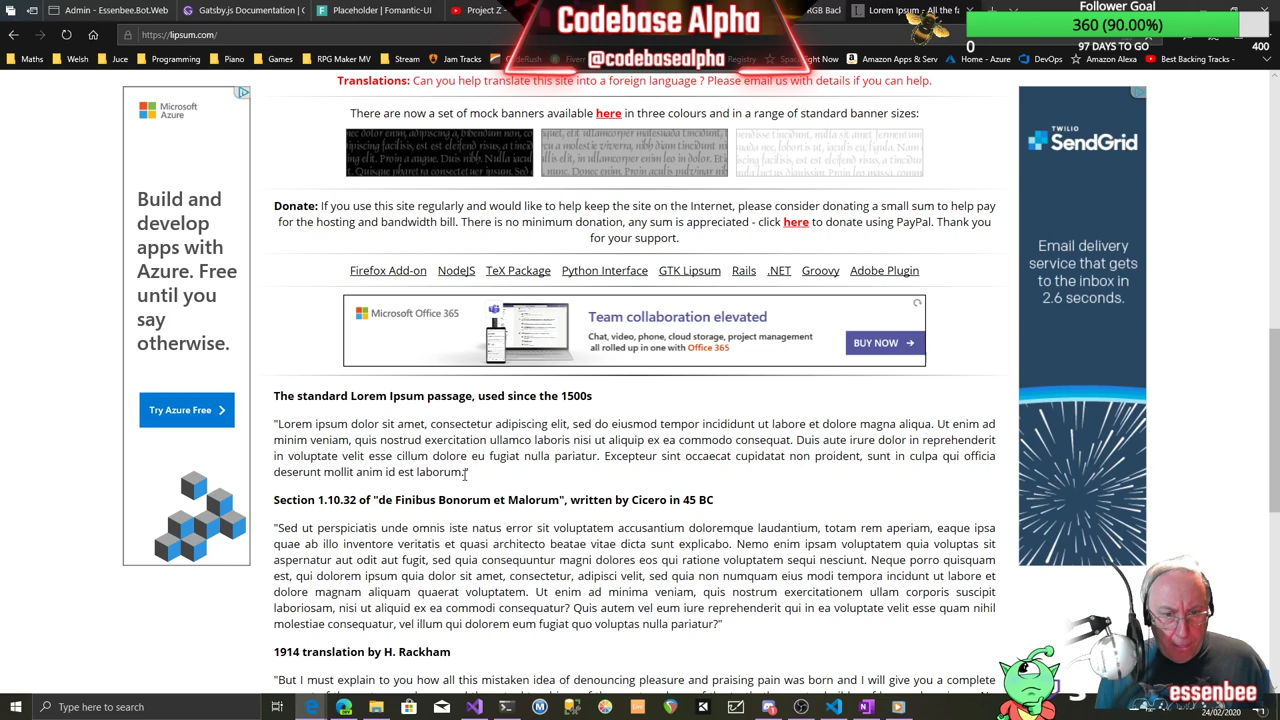 Admin - Essenbee.Bot.Web
Gatsby.js Documentation |
Placeholder | Fomantic-UI
Project Z -
RGB Backl
Lorem Ipsum - Al
Codebase Alpha
@codebasealpha
Follower Goal
360 (90.00%)
0
97 DAYS TO GO
400
https://lipsum.com/
Maths
Welsh
Juce
Programming
Piano
Games
RPG Maker MV
Stream
Jam Tracks
CodeRush
Fiverr
Registry
Space
Now
Amazon Apps & Serv
Home - Azure
DevOps
Amazon Alexa
Best Backing Tracks -
Translations: Can you help translate this site into a foreign language ? Please email us with details if you can help.
There are now a set of mock banners available here in three colours and in a range of standard banner sizes:
Donate: If you use this site regularly and would like to help keep the site on the Internet, please consider donating a small sum to help pay
for the hosting and bandwidth bill. There is no minimum donation, any sum is appreciated - click here to donate using PayPal. Thank you
for your support.
Firefox Add-on NodeJS TeX Package Python Interface GTK Lipsum Rails .NET Groovy Adobe Plugin
Microsoft
Azure
Build and
develop
apps with
Azure. Free
until you
say
otherwise.
Try Azure Free
Microsoft Office 365
Team collaboration elevated
Chat, video, phone, cloud storage, project management
all rolled up in one with Office 365
BUY NOW
TWILIO
SendGrid
Email delivery
service that gets
to the inbox in
2.6 seconds.
The standard Lorem Ipsum passage, used since the 1500s
"Lorem ipsum dolor sit amet, consectetur adipiscing elit, sed do eiusmod tempor incididunt ut labore et dolore magna aliqua. Ut enim ad
minim veniam, quis nostrud exercitation ullamco laboris nisi ut aliquip ex ea commodo consequat. Duis aute irure dolor in reprehenderit
in voluptate velit esse cillum dolore eu fugiat nulla pariatur. Excepteur sint occaecat cupidatat non proident, sunt in culpa qui officia
deserunt mollit anim id est laborum."
Section 1.10.32 of "de Finibus Bonorum et Malorum", written by Cicero in 45 BC
"Sed ut perspiciatis unde omnis iste natus error sit voluptatem accusantium doloremque laudantium, totam rem aperiam, eaque ipsa
quae ab illo inventore veritatis et quasi architecto beatae vitae dicta sunt explicabo. Nemo enim ipsam voluptatem quia voluptas sit
aspernatur aut odit aut fugit, sed quia consequuntur magni dolores eos qui ratione voluptatem sequi nesciunt. Neque porro quisquam
est, qui dolorem ipsum quia dolor sit amet, consectetur, adipisci velit, sed quia non numquam eius modi tempora incidunt ut labore et
dolore magnam aliquam quaerat voluptatem. Ut enim ad minima veniam, quis nostrum exercitationem ullam corporis suscipit
laboriosam, nisi ut aliquid ex ea commodi consequatur? Quis autem vel eum iure reprehenderit qui in ea voluptate velit esse quam nihil
molestiae consequatur, vel illum qui dolorem eum fugiat quo voluptas nulla pariatur?"
1914 translation by H. Rackham
"But I must explain to you how all this mistaken idea of denouncing pleasure and praising pain was born and I will give you a complete
essenbee
Type here to search
24/02/2020